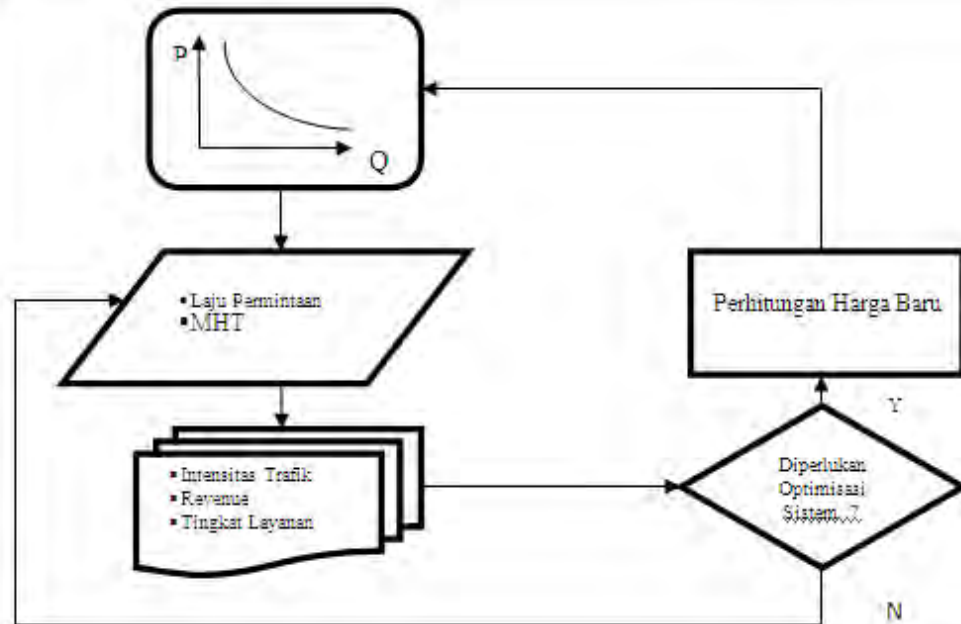 P
Q
▪ Laju Permintaan
▪ MHT
Perhitungan Harga Baru
Y
▪ Intensitas Trafik
▪ Revenue
▪ Tingkat Layanan
Diperlukan
Optimisasi
Sistem ?
N